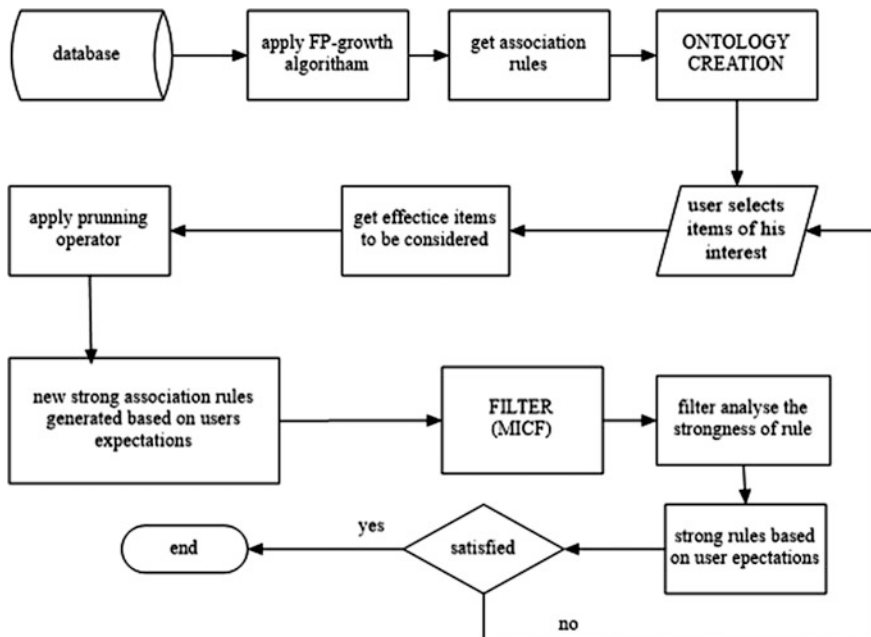 database
apply FP-growth
algoritham
get association
rules
ONTOLOGY
CREATION
user selects
items of his
interest
get effectice items
to be considered
apply prunning
operator
new strong association rules
generated based on users
expectations
FILTER
(MICF)
filter analyse the
strongness of rule
strong rules based
on user epectations
satisfied
yes
end
no